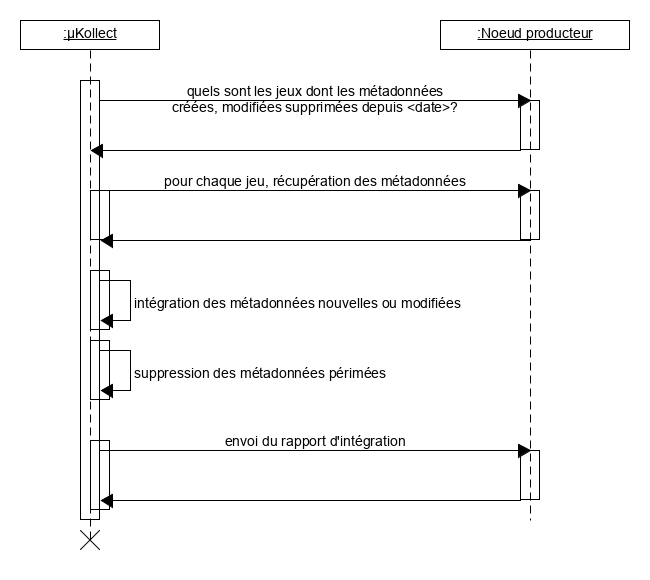 :µKollect
:Noeud producteur
quels sont les jeux dont les métadonnées
créées, modifiées supprimées depuis <date>?
pour chaque jeu, récupération des métadonnées
intégration des métadonnées nouvelles ou modifiées
suppression des métadonnées périmées
envoi du rapport d'intégration